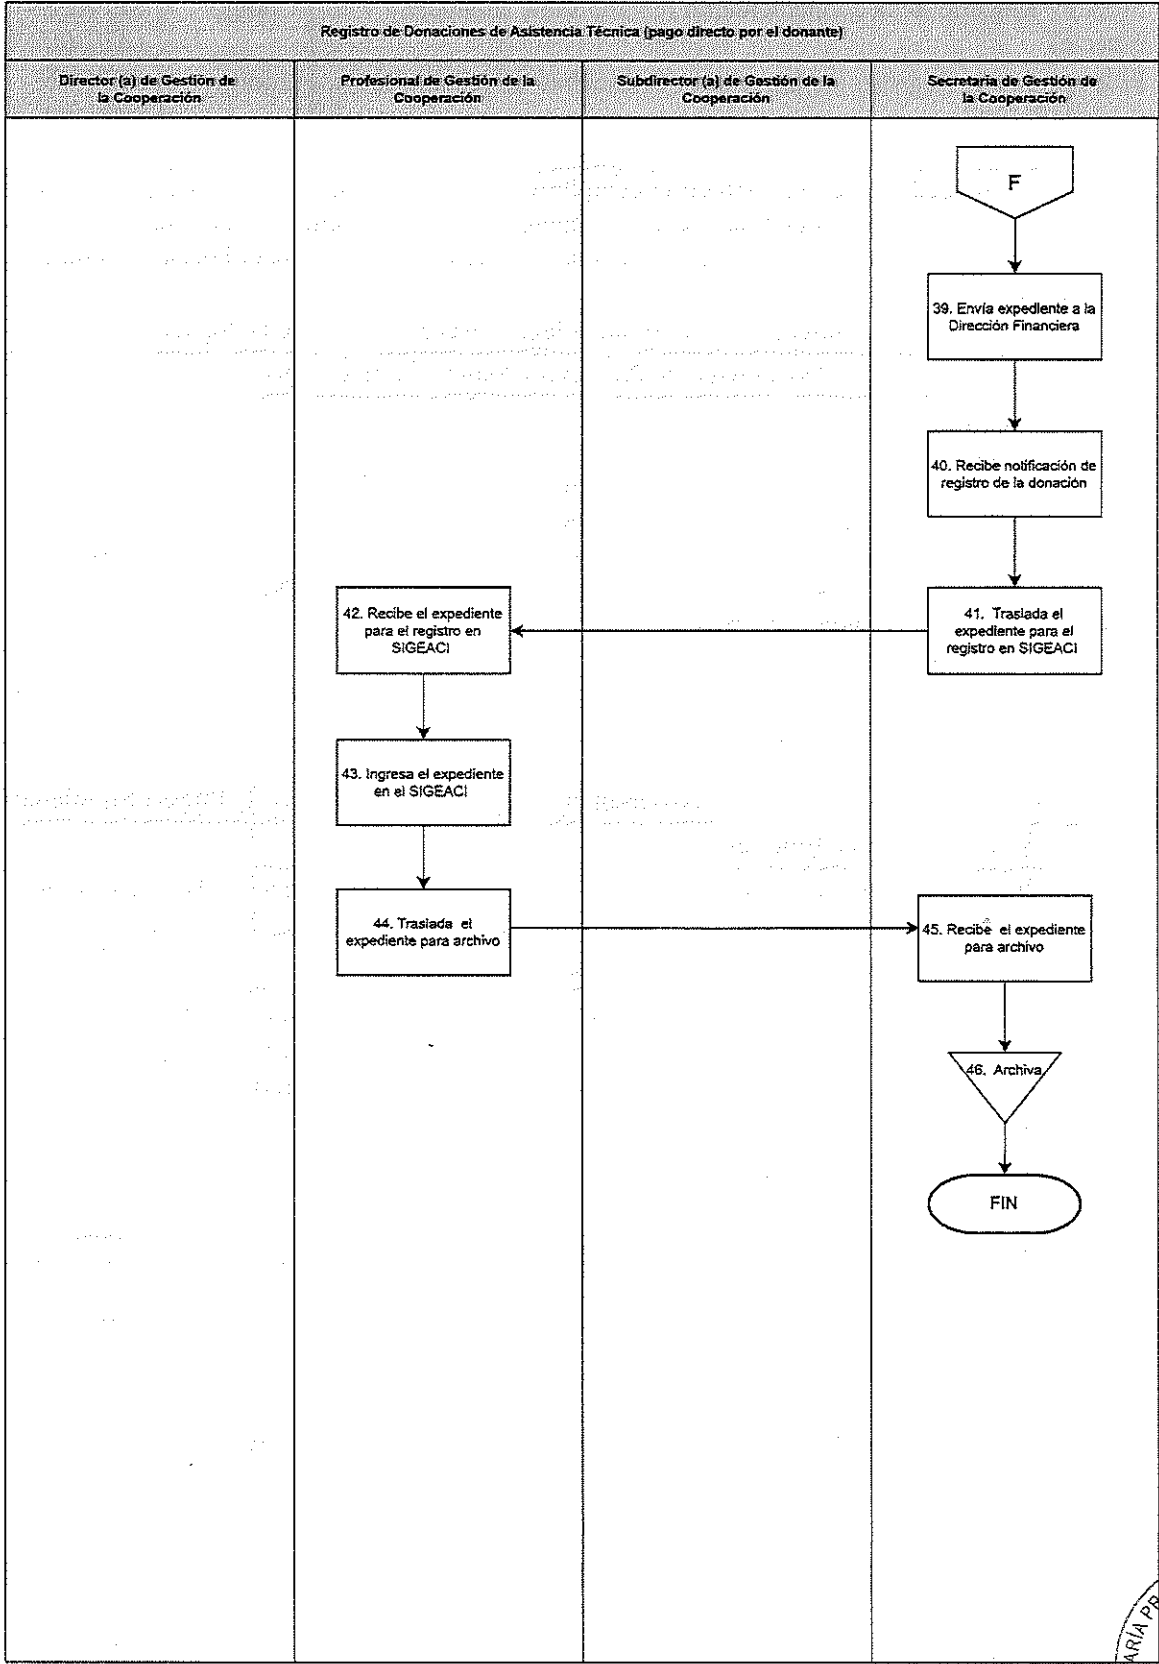 Registro de Donaciones de Asistencia Técnica (pago directo por el donante)
Director (a) de Gestión de
la Cooperación
Profesional de Gestión de la
Cooperación
Subdirector (a) de Gestión de la
Cooperación
Secretaria de Gestión de
la Cooperación
F
39. Envía expediente a la
Dirección Financiera
40. Recibe notificación de
registro de la donación
41. Traslada el
expediente para el
registro en SIGEACI
42. Recibe el expediente
para el registro en
SIGEACI
43. Ingresa el expediente
en el SIGEACI
44. Traslada el
expediente para archivo
45. Recibe el expediente
para archivo
46. Archiva
FIN
ARÍA PR